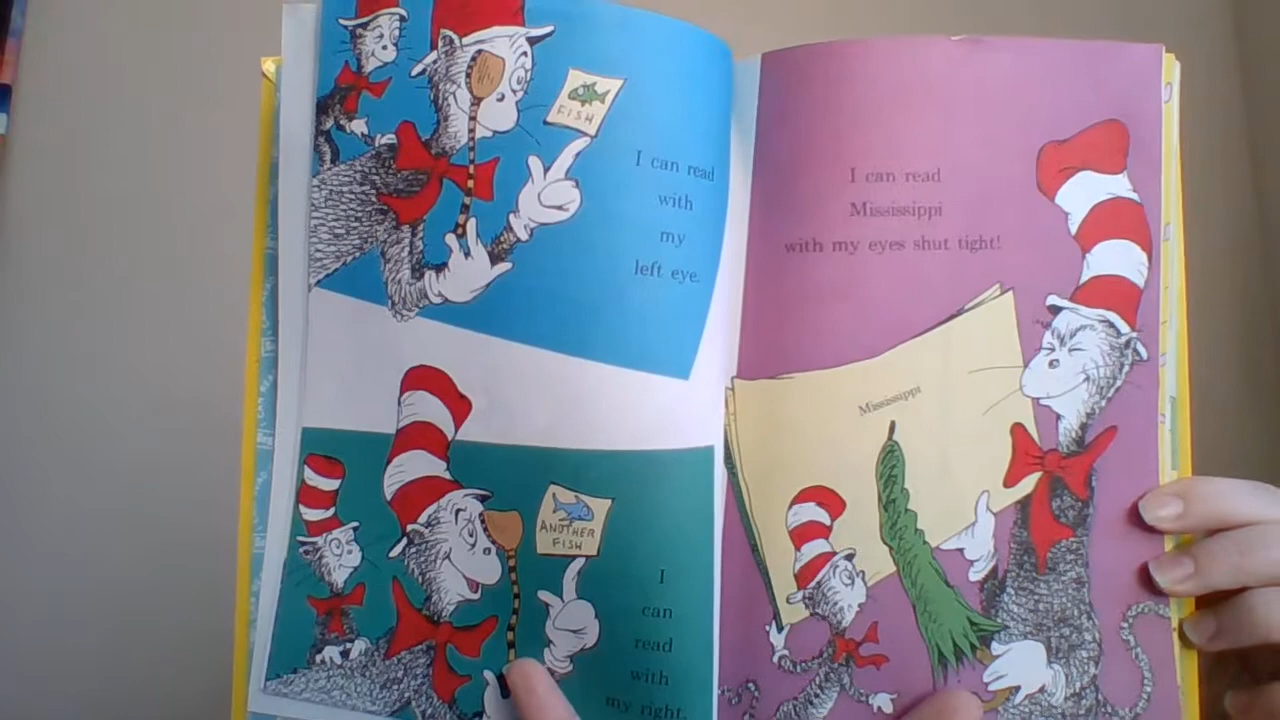 FISH
I can read
with
my
left eye.
ANOTHER
FISH
I
can
read
with
my right.
I can read
Mississippi
with my eyes shut tight!
Mississippi